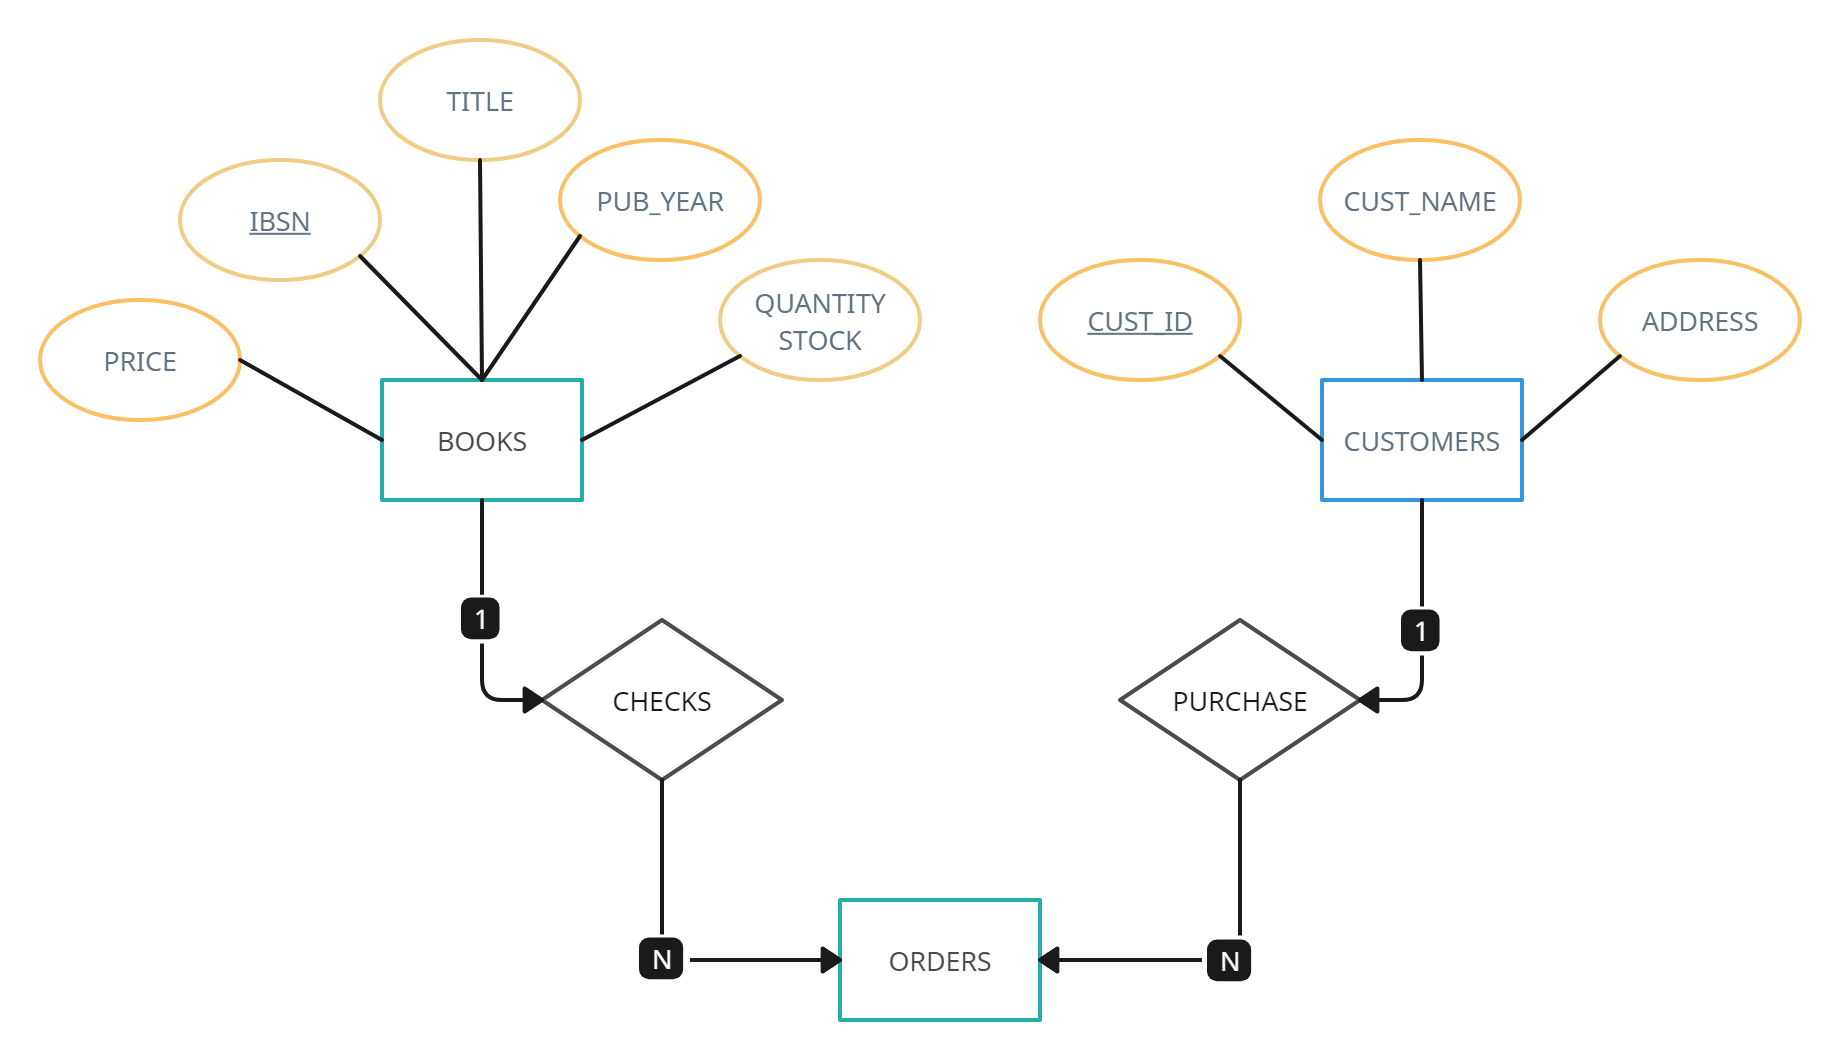 TITLE
PUB_YEAR
CUST_NAME
IBSN
QUANTITY
STOCK
CUST_ID
ADDRESS
PRICE
BOOKS
CUSTOMERS
1
1
CHECKS
PURCHASE
N
ORDERS
N